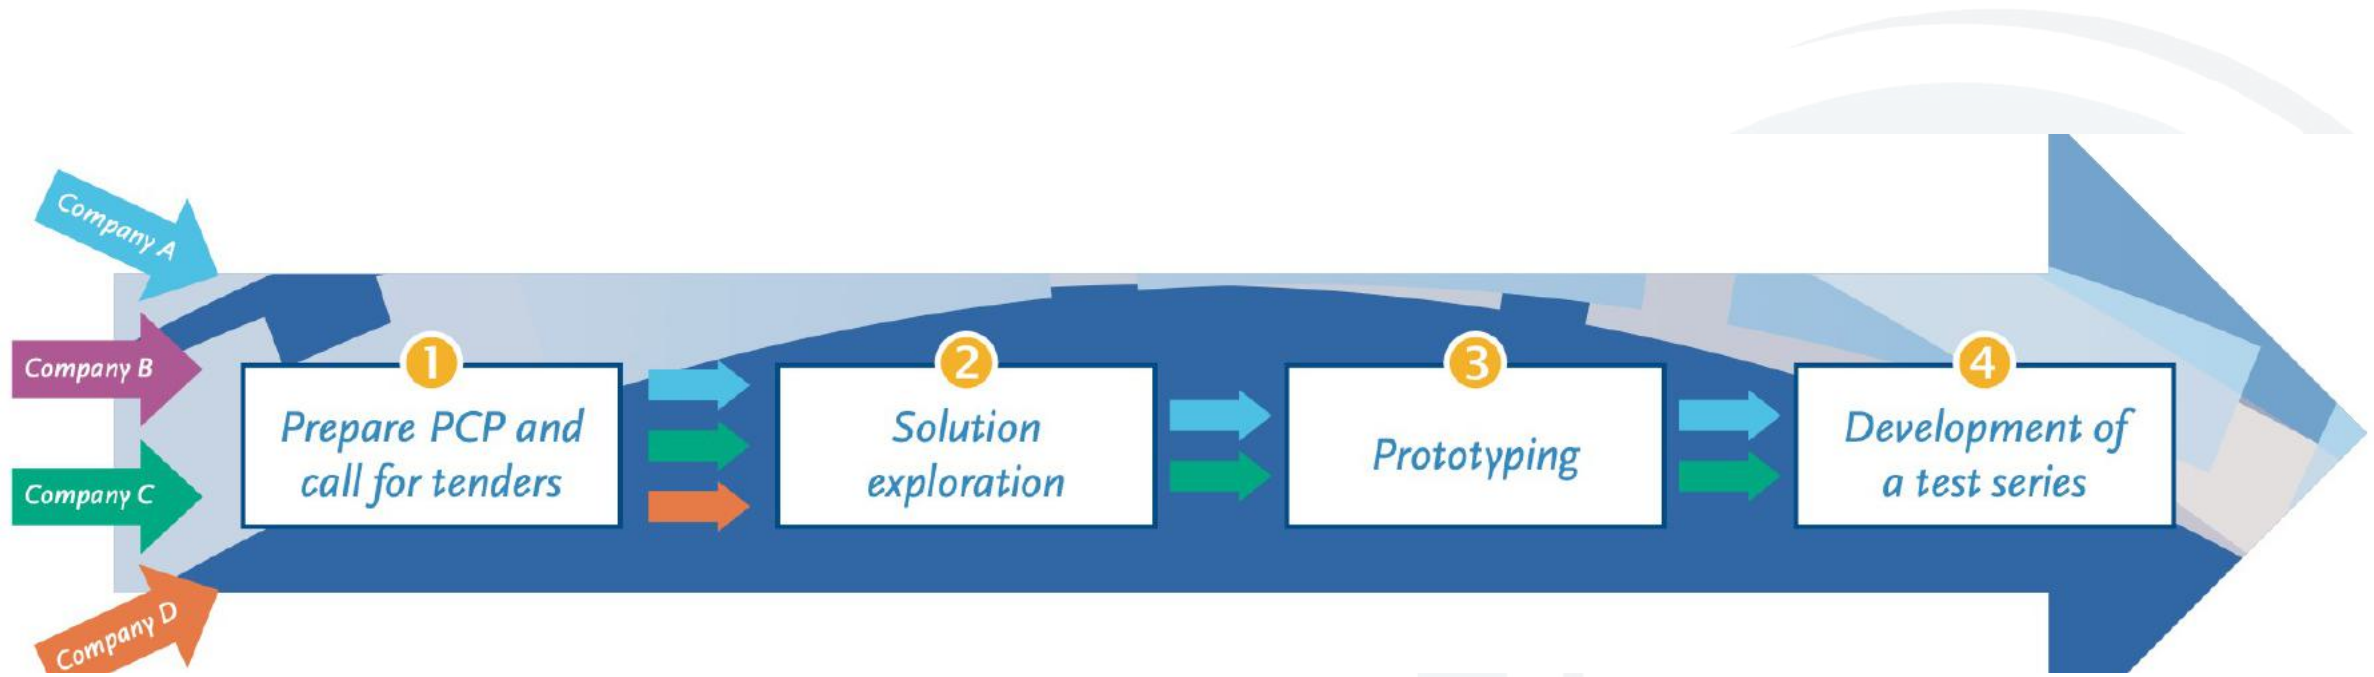 Company A
Company B
Company C
Company D
1
Prepare PCP and
call for tenders
2
Solution
exploration
3
Prototyping
4
Development of
a test series